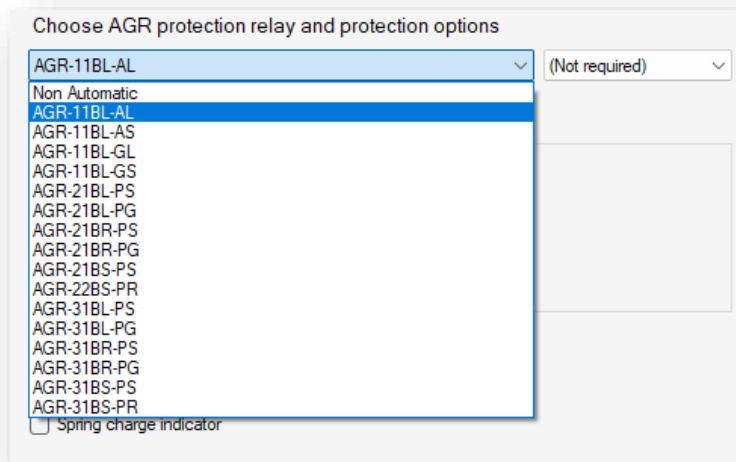 Choose AGR protection relay and protection options
AGR-11BL-AL (Not required)
Non Automatic
AGR-11BL-AL
AGR-11BL-AS
AGR-11BL-GL
AGR-11BL-GS
AGR-21BL-PS
AGR-21BL-PG
AGR-21BR-PS
AGR-21BR-PG
AGR-21BS-PS
AGR-22BS-PR
AGR-31BL-PS
AGR-31BL-PG
AGR-31BR-PS
AGR-31BR-PG
AGR-31BS-PS
AGR-31BS-PR
Spring charge indicator